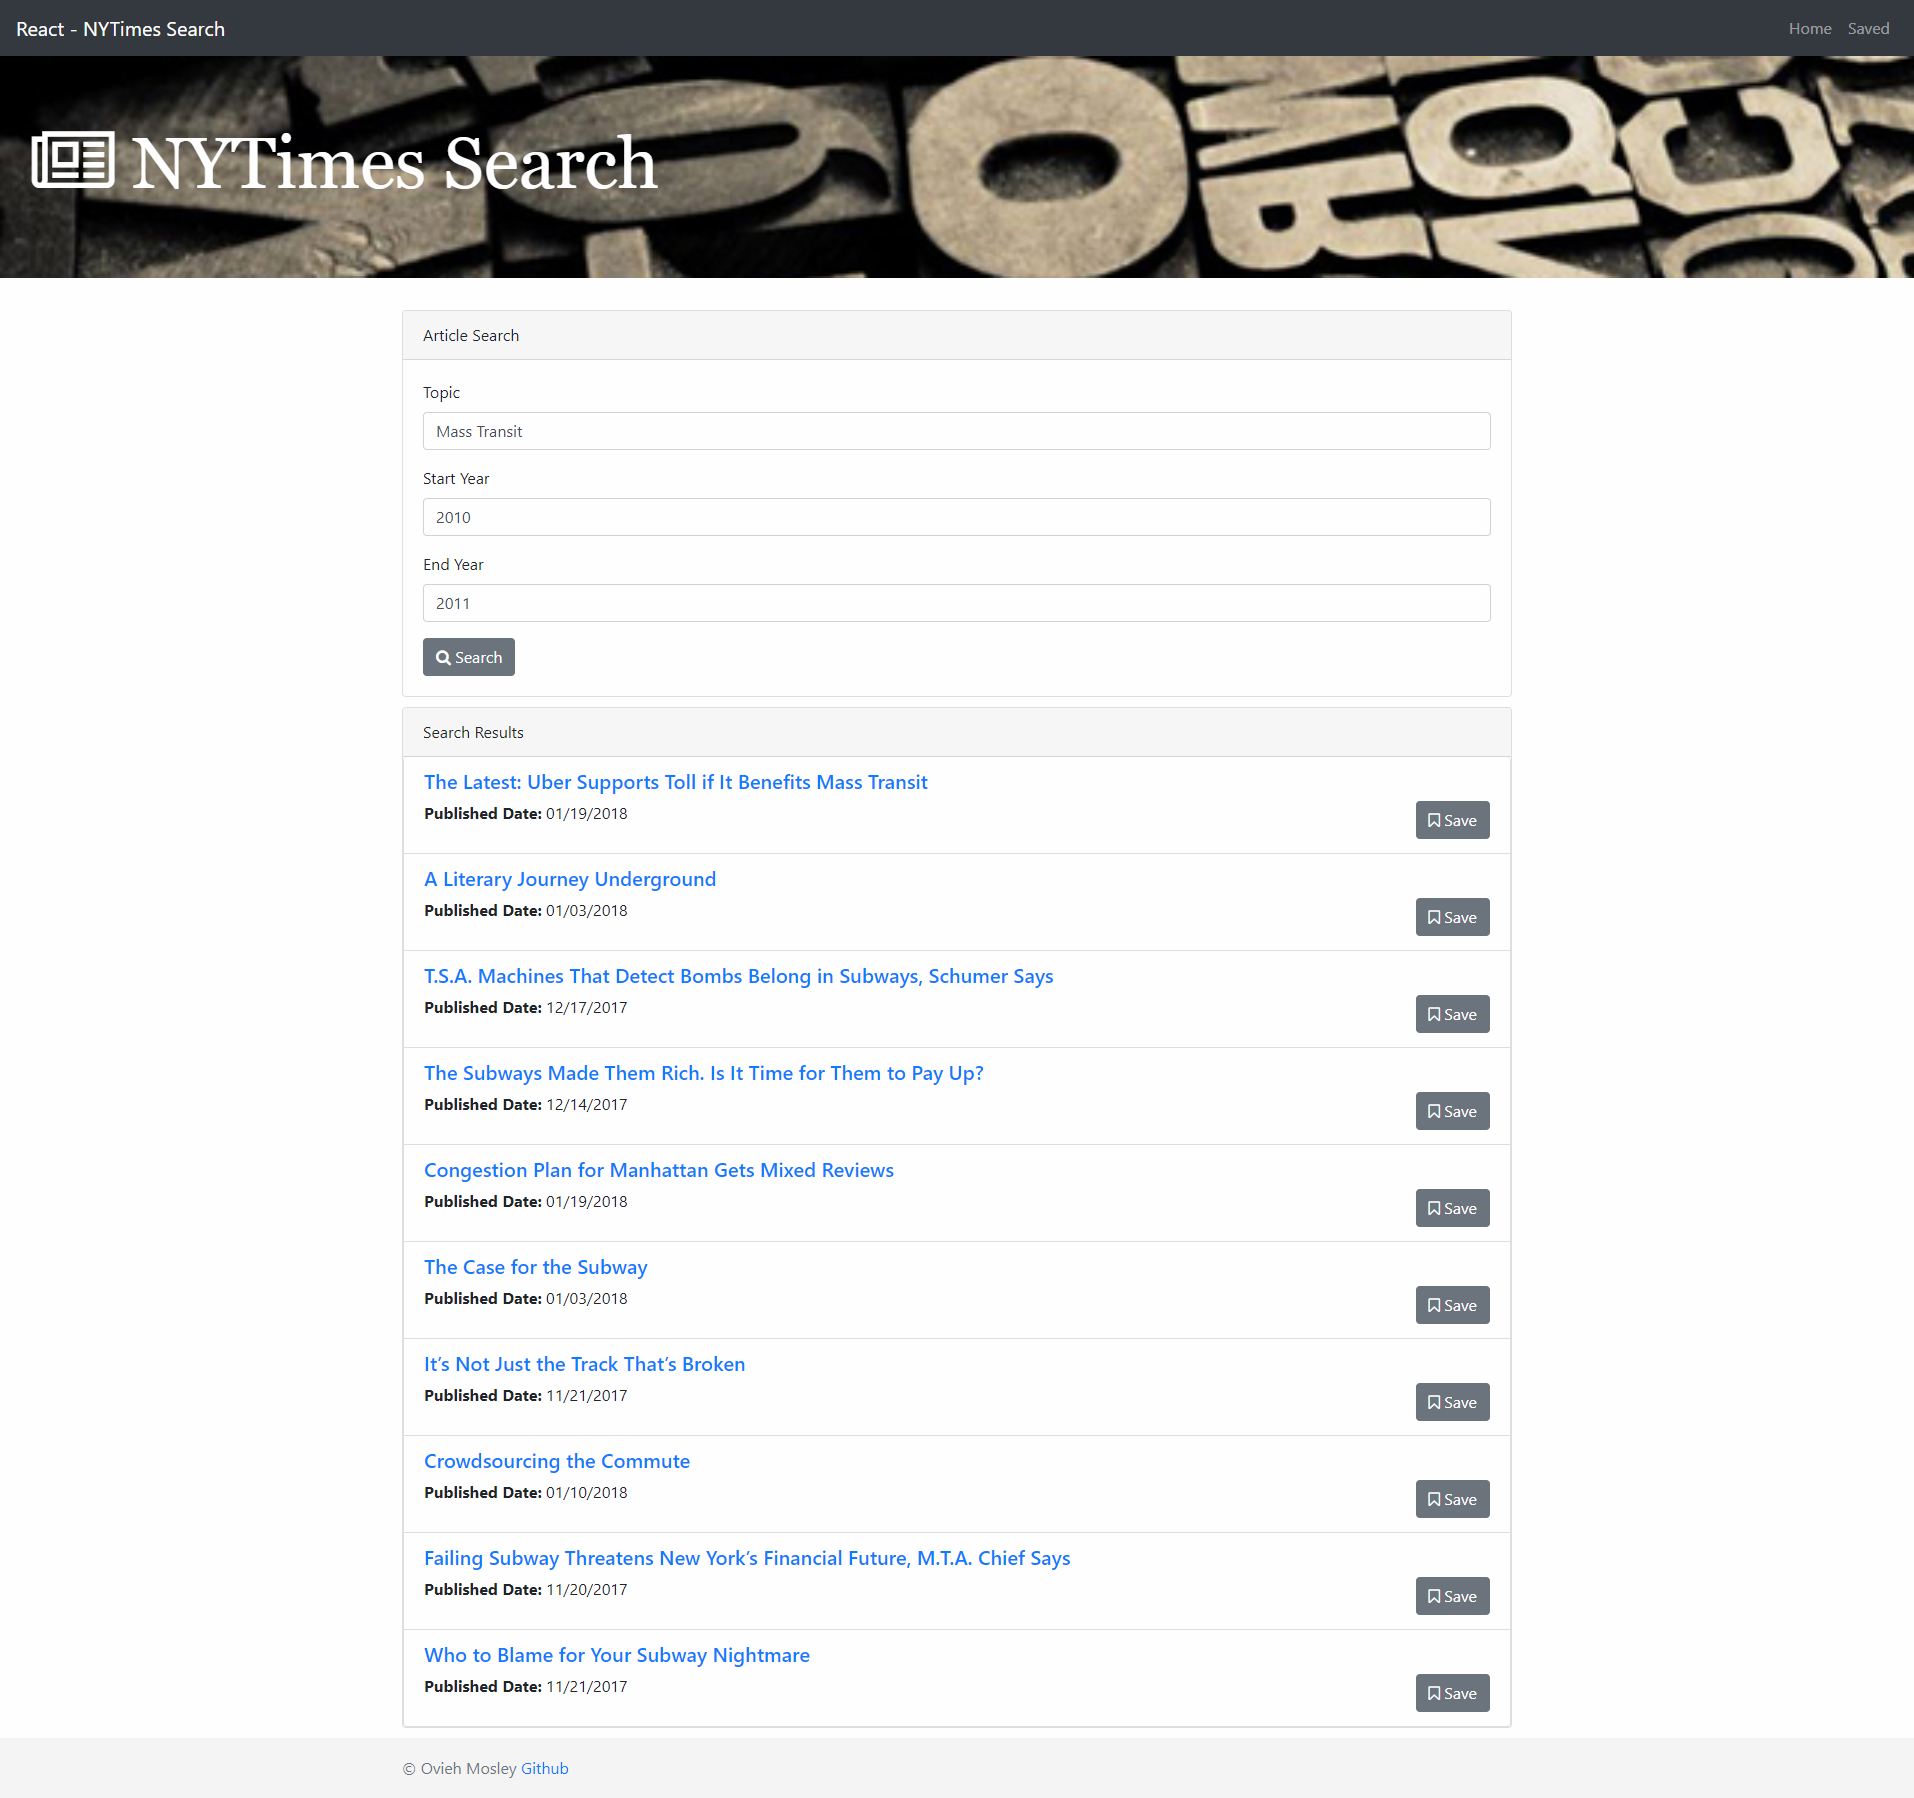 React - NYTimes Search
Home Saved
NYTimes Search
Article Search
Topic
Mass Transit
Start Year
2010
End Year
2011
Search
Search Results
The Latest: Uber Supports Toll if It Benefits Mass Transit
Published Date: 01/19/2018
Save
A Literary Journey Underground
Published Date: 01/03/2018
Save
T.S.A. Machines That Detect Bombs Belong in Subways, Schumer Says
Published Date: 12/17/2017
Save
The Subways Made Them Rich. Is It Time for Them to Pay Up?
Published Date: 12/14/2017
Save
Congestion Plan for Manhattan Gets Mixed Reviews
Published Date: 01/19/2018
Save
The Case for the Subway
Published Date: 01/03/2018
Save
It’s Not Just the Track That’s Broken
Published Date: 11/21/2017
Save
Crowdsourcing the Commute
Published Date: 01/10/2018
Save
Failing Subway Threatens New York’s Financial Future, M.T.A. Chief Says
Published Date: 11/20/2017
Save
Who to Blame for Your Subway Nightmare
Published Date: 11/21/2017
Save
© Ovieh Mosley Github